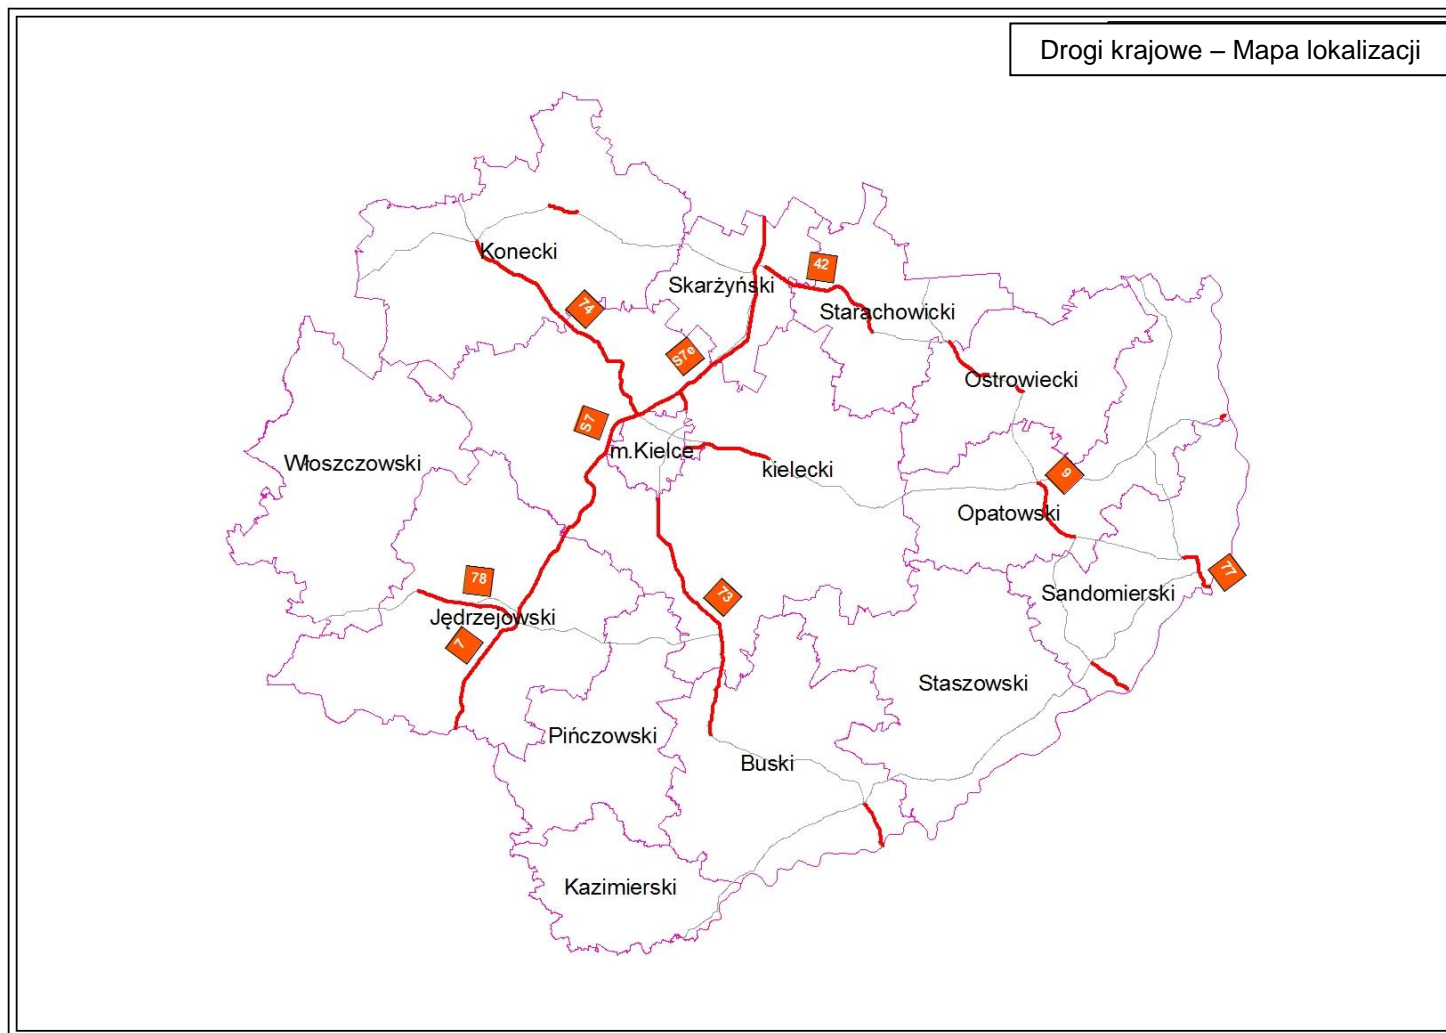 Drogi krajowe – Mapa lokalizacji
Konecki
Skarżyński
42
Starachowicki
74
S7e
Ostrowiecki
S7
m.Kielce
Włoszczowski
kielecki
9
Opatowski
78
73
77
Sandomierski
Jędrzejowski
7
Staszowski
Pińczowski
Buski
Kazimierski